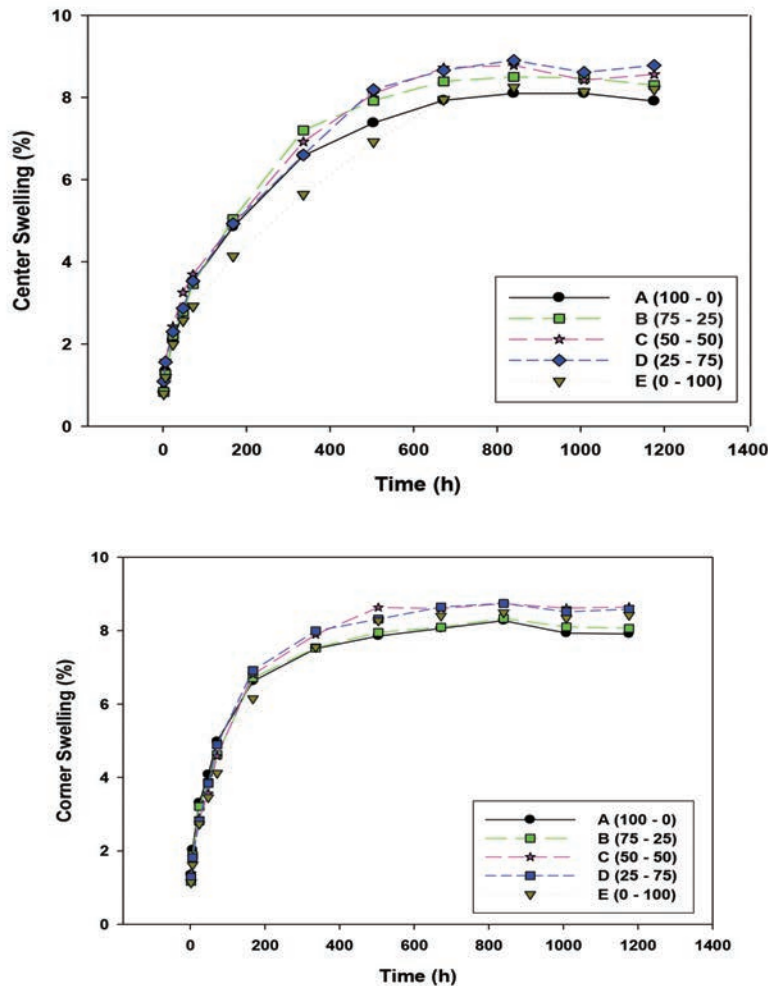 10
8
6
4
2
0
Center Swelling (%)
A (100 - 0)
B (75 - 25)
C (50 - 50)
D (25 - 75)
E (0 - 100)
0 200 400 600 800 1000 1200 1400
Time (h)
10
8
6
4
2
0
Corner Swelling (%)
A (100 - 0)
B (75 - 25)
C (50 - 50)
D (25 - 75)
E (0 - 100)
0 200 400 600 800 1000 1200 1400
Time (h)